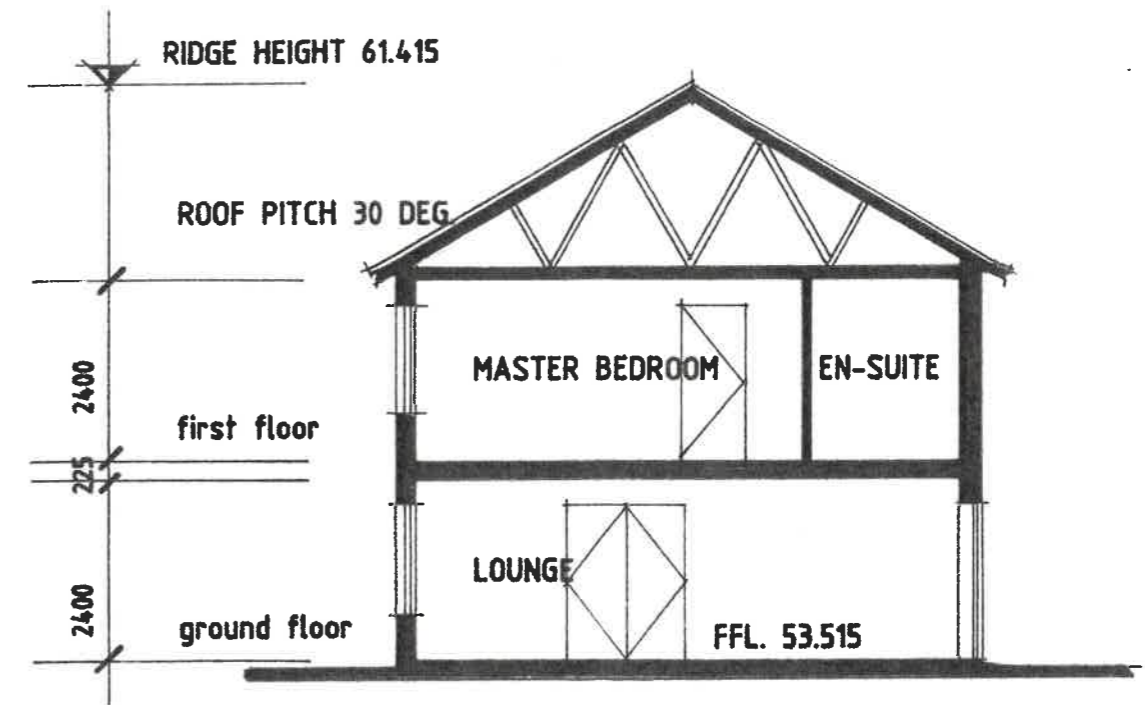 RIDGE HEIGHT 61.415
ROOF PITCH 30 DEG
2400
MASTER BEDROOM
EN-SUITE
first floor
225
LOUNGE
2400
ground floor
FFL. 53.515